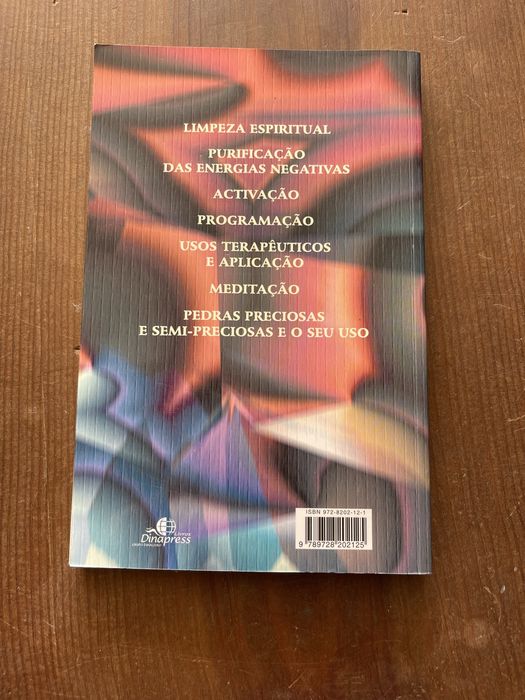 LIMPEZA ESPIRITUAL
PURIFICAÇÃO
DAS ENERGIAS NEGATIVAS
ACTIVAÇÃO
PROGRAMAÇÃO
USOS TERAPÊUTICOS
E APLICAÇÃO
MEDITAÇÃO
PEDRAS PRECIOSAS
E SEMI-PRECIOSAS E O SEU USO
Livros
Dinapress
ISBN 972-8202-12-1
9 789728 202125